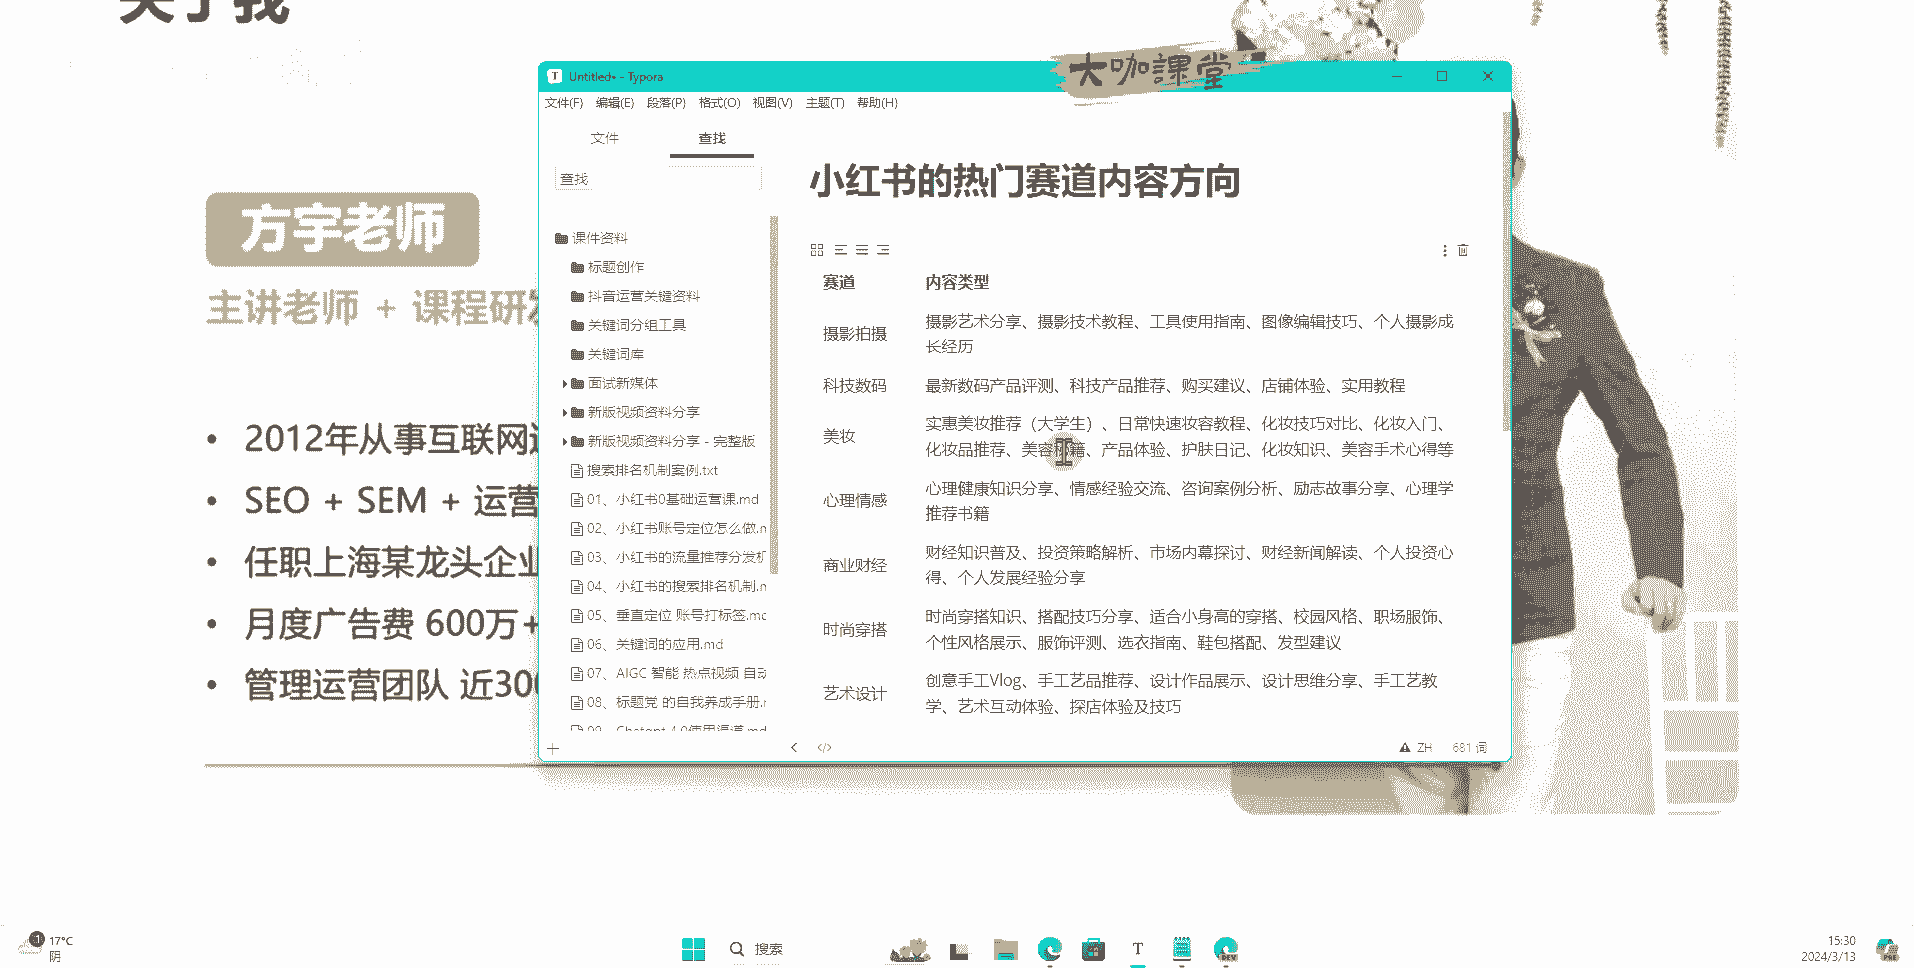 关于我
大咖課堂
方宇老师
主讲老师 + 课程研发
• 2012年从事互联网
• SEO + SEM + 运营
• 任职上海某龙头企业
• 月度广告费 600万+
• 管理运营团队 近300
Untitled• - Typora
文件(F) 编辑(E) 段落(P) 格式(O) 视图(V) 主题(T) 帮助(H)
文件 查找
查找
课件资料
标题创作
抖音运营关键资料
关键词分组工具
关键词库
面试新媒体
新版视频资料分享
新版视频资料分享 - 完整版
搜索排名机制案例.txt
01、小红书0基础运营课.md
02、小红书账号定位怎么做.m
03、小红书的流量推荐分发机
04、小红书的搜索排名机制.m
05、垂直定位 账号打标签.mc
06、关键词的应用.md
07、AIGC 智能 热点视频 自动
08、标题党 的自我养成手册.r
09、Chatgpt 4.0使用渠道.md
小红书的热门赛道内容方向
赛道 内容类型
摄影拍摄 摄影艺术分享、摄影技术教程、工具使用指南、图像编辑技巧、个人摄影成
长经历
科技数码 最新数码产品评测、科技产品推荐、购买建议、店铺体验、实用教程
美妆 实惠美妆推荐（大学生）、日常快速妆容教程、化妆技巧对比、化妆入门、
化妆品推荐、美容秘籍、产品体验、护肤日记、化妆知识、美容手术心得等
心理情感 心理健康知识分享、情感经验交流、咨询案例分析、励志故事分享、心理学
推荐书籍
商业财经 财经知识普及、投资策略解析、市场内幕探讨、财经新闻解读、个人投资心
得、个人发展经验分享
时尚穿搭 时尚穿搭知识、搭配技巧分享、适合小身高的穿搭、校园风格、职场服饰、
个性风格展示、服饰评测、选衣指南、鞋包搭配、发型建议
艺术设计 创意手工Vlog、手工艺品推荐、设计作品展示、设计思维分享、手工艺教
学、艺术互动体验、探店体验及技巧
ZH 681 词
1
17°C
阴
搜索
T
DEV
15:30
2024/3/13
PRE